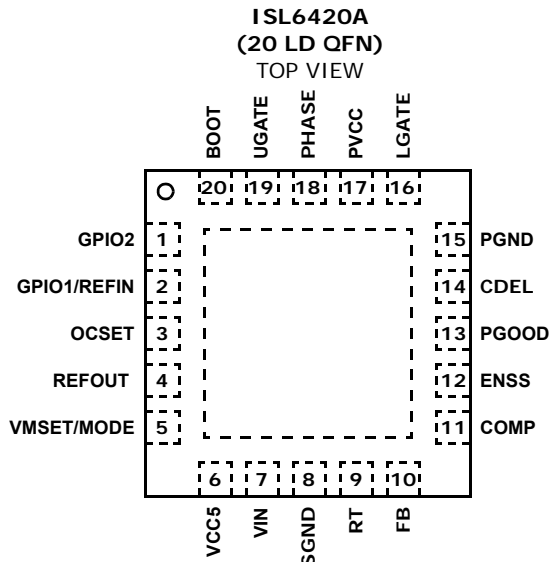 ISL6420A
(20 LD QFN)
TOP VIEW
BOOT UGATE PHASE PVCC LGATE
20 19 18 17 16
GPIO2 1 15 PGND
GPIO1/REFIN 2 14 CDEL
OCSET 3 13 PGOOD
REFOUT 4 12 ENSS
VMSET/MODE 5 11 COMP
6 7 8 9 10
VCC5 VIN SGND RT FB